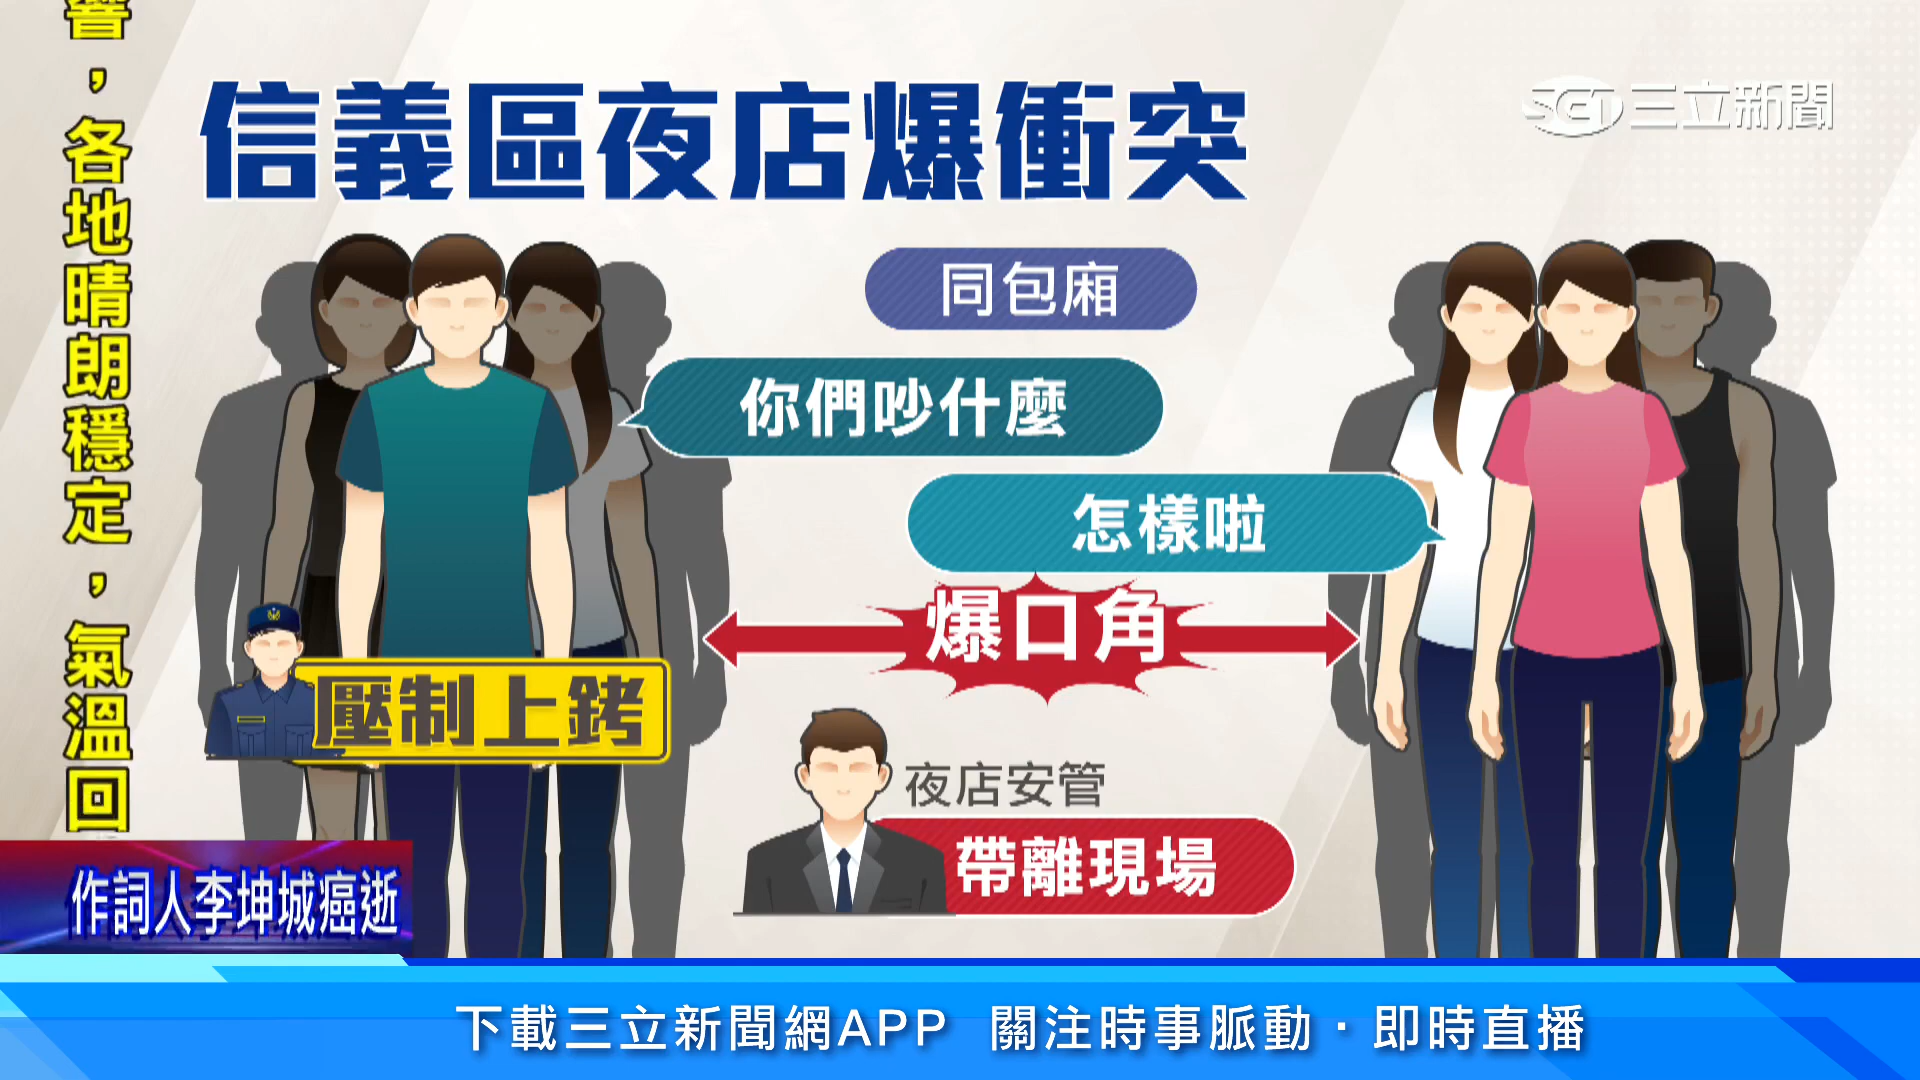 響，各地晴朗穩定，氣溫回
信義區夜店爆衝突
SET三立新聞
同包廂
你們吵什麼
怎樣啦
爆口角
壓制上銬
夜店安管
帶離現場
作詞人李坤城癌逝
下載三立新聞網APP 關注時事脈動·即時直播